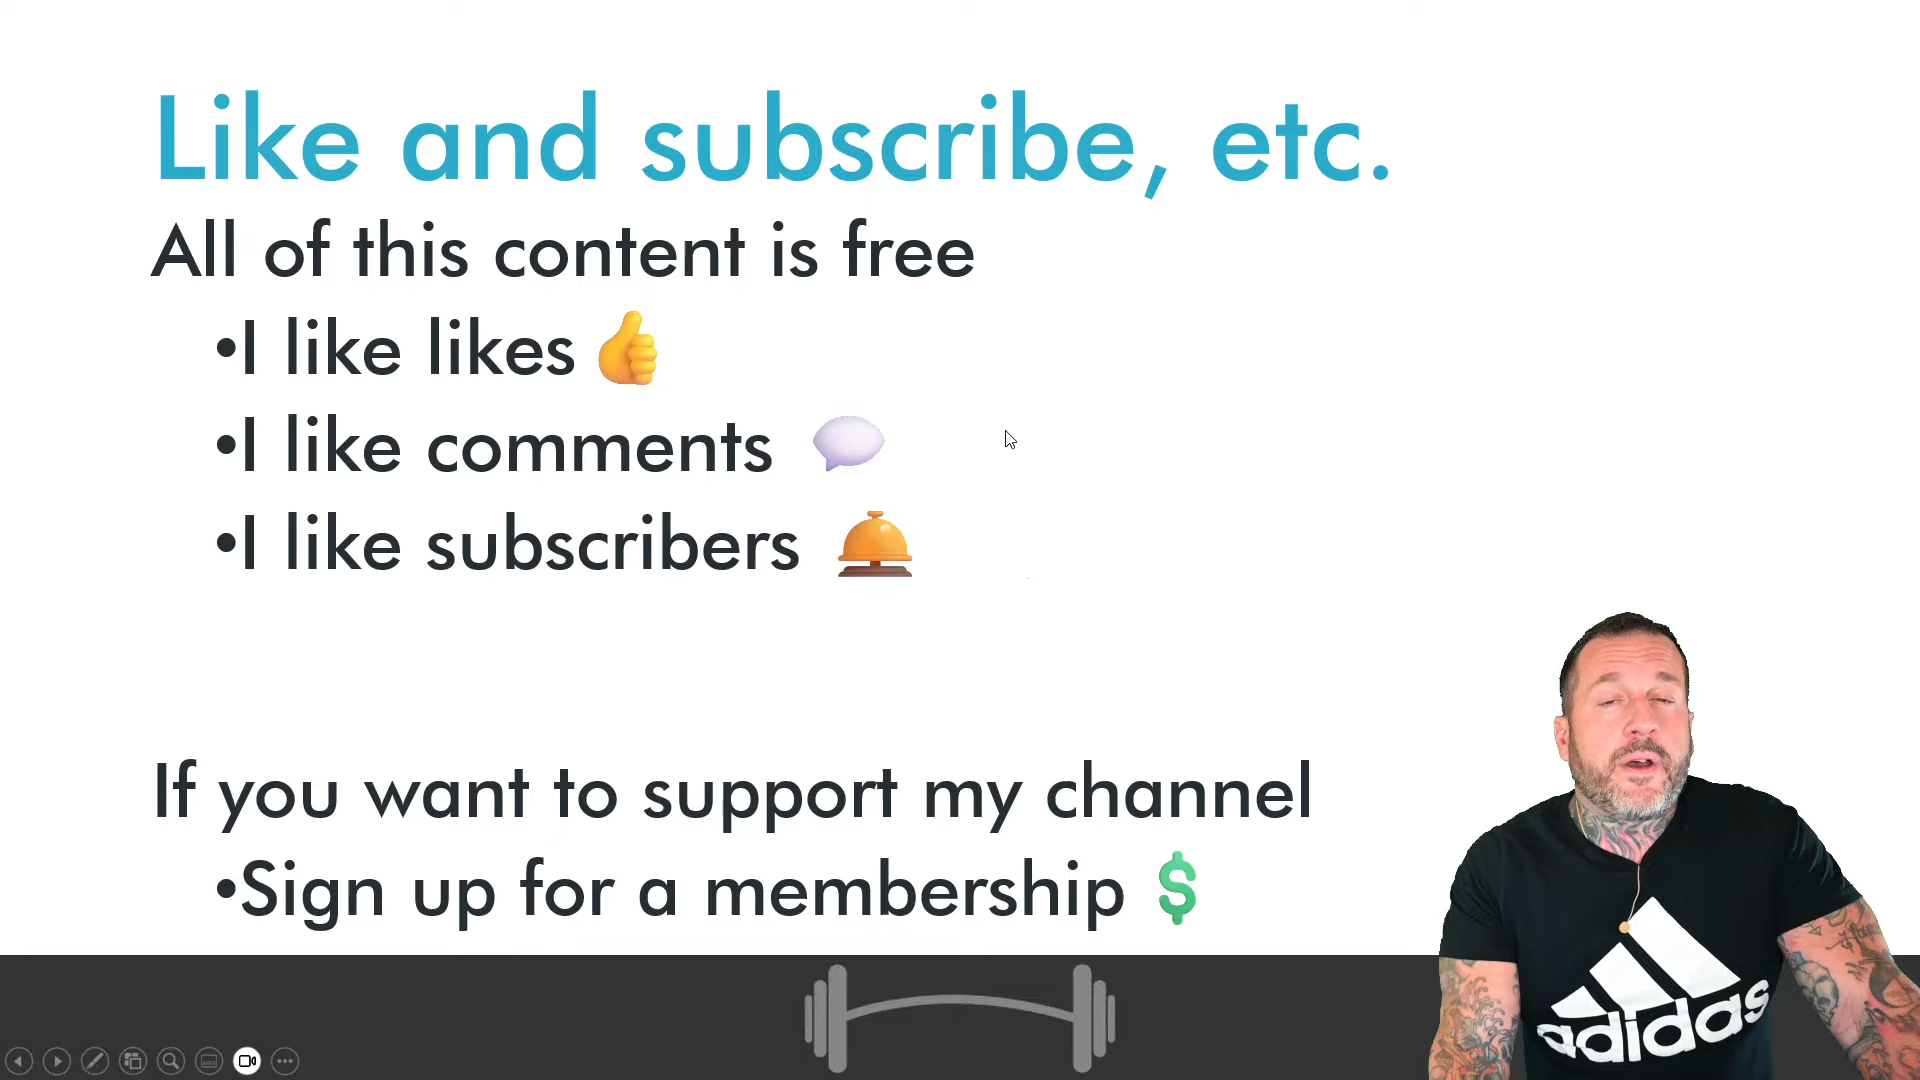 Like and subscribe, etc.
All of this content is free
•I like likes 👍
•I like comments 💬
•I like subscribers 🛎
If you want to support my channel
•Sign up for a membership 💲
adidas